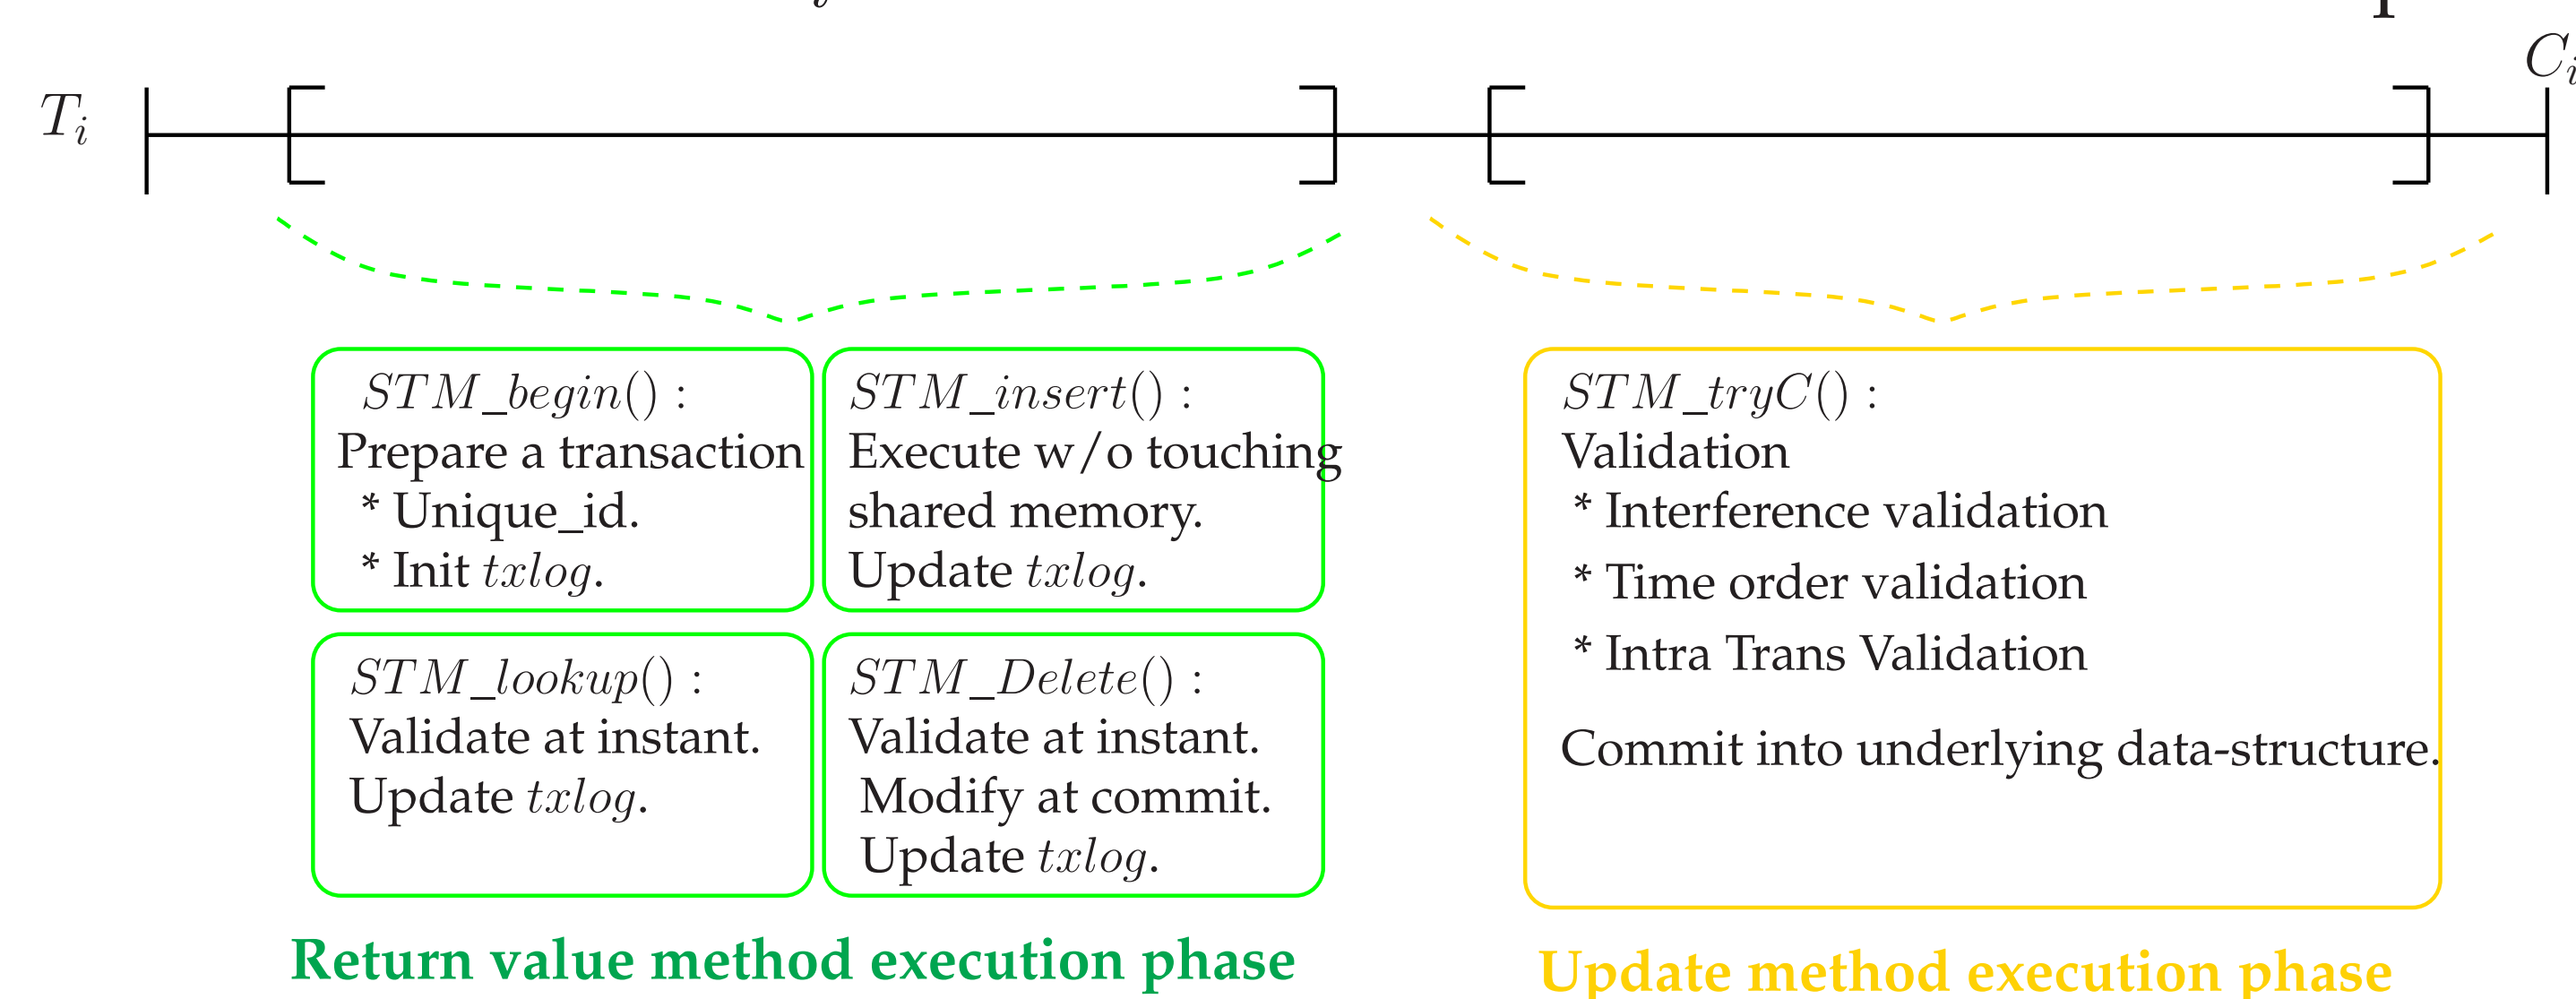 T_i
C_i
STM_begin() :
Prepare a transaction
* Unique_id.
* Init txlog.
STM_insert() :
Execute w/o touching
shared memory.
Update txlog.
STM_lookup() :
Validate at instant.
Update txlog.
STM_Delete() :
Validate at instant.
Modify at commit.
Update txlog.
STM_tryC() :
Validation
* Interference validation
* Time order validation
* Intra Trans Validation
Commit into underlying data-structure.
Return value method execution phase
Update method execution phase